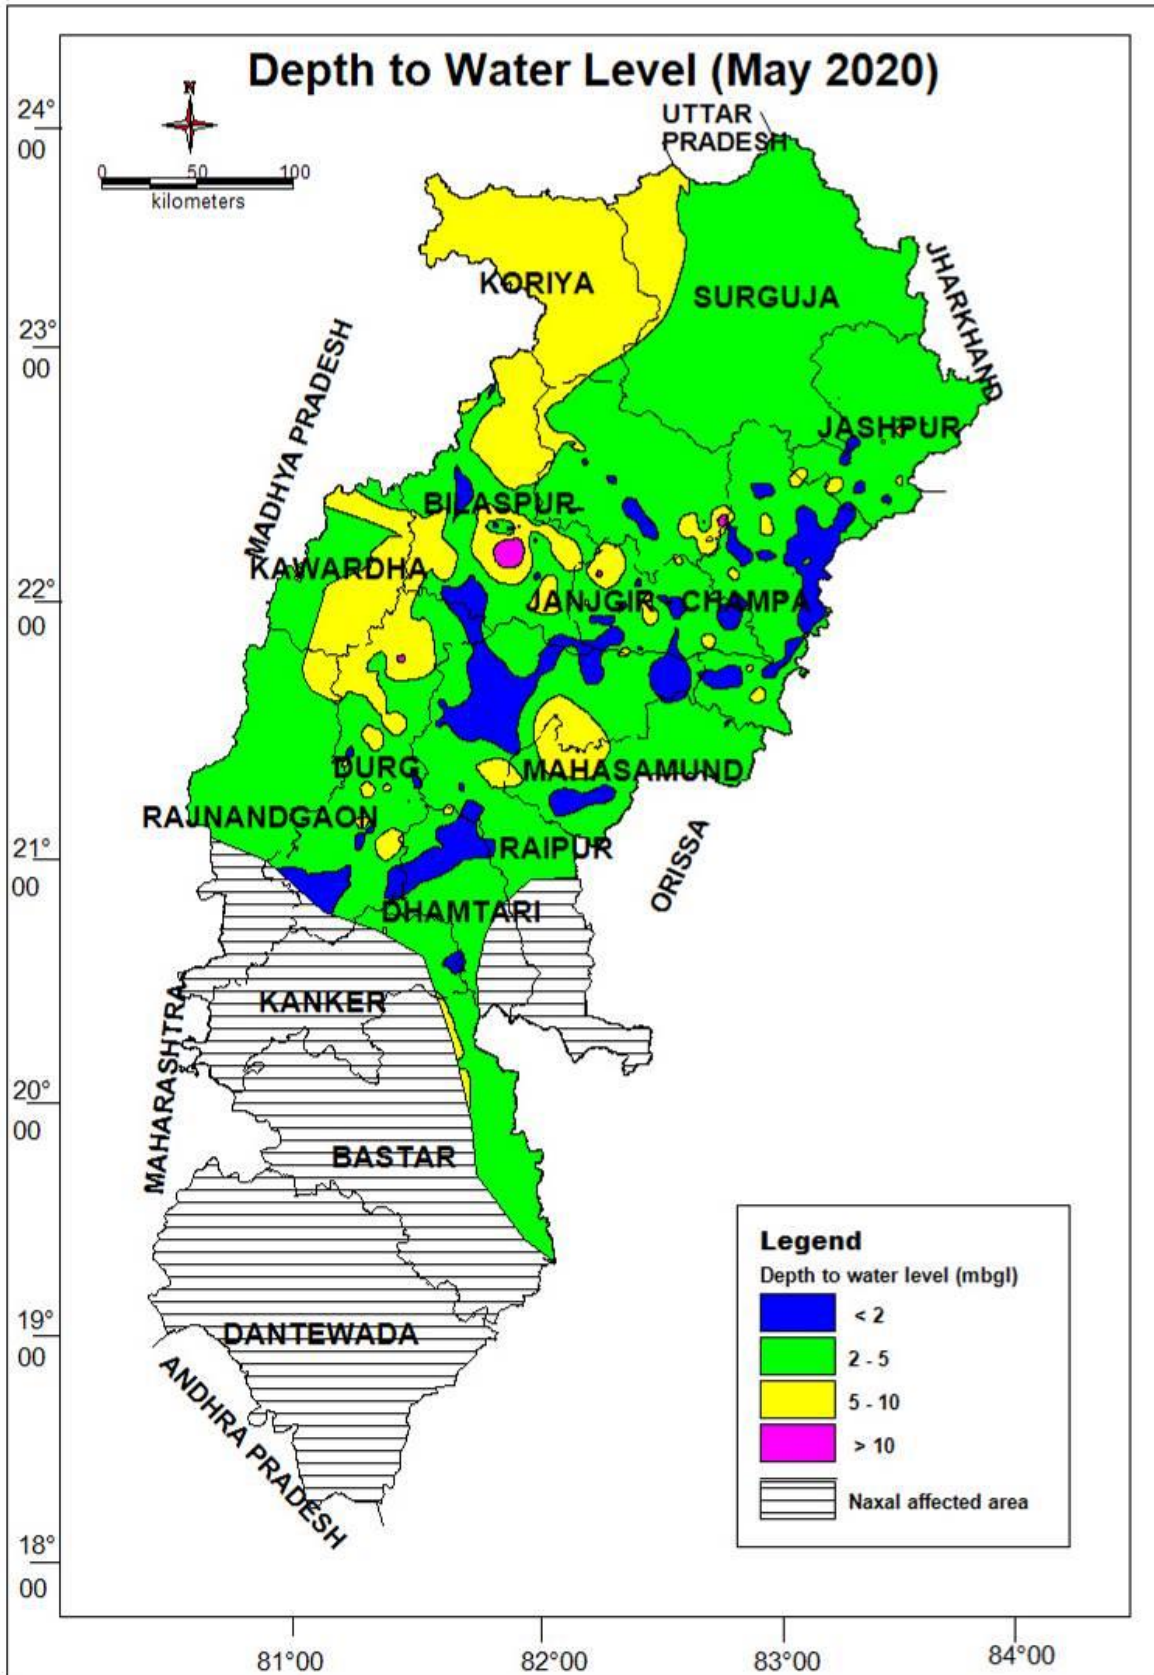 Depth to Water Level (May 2020)
N
0 50 100
kilometers
24°
00
23°
00
22°
00
21°
00
20°
00
19°
00
18°
00
UTTAR
PRADESH
JHARKHAND
MADHYA PRADESH
KORIYA
SURGUJA
JASHPUR
BILASPUR
KAWARDHA
JANJGIR - CHAMPA
DURG
MAHASAMUND
RAJNANDGAON
RAIPUR
ORISSA
DHAMTARI
KANKER
MAHARASHTRA
BASTAR
DANTEWADA
ANDHRA PRADESH
Legend
Depth to water level (mbgl)
< 2
2 - 5
5 - 10
> 10
Naxal affected area
81°00 82°00 83°00 84°00